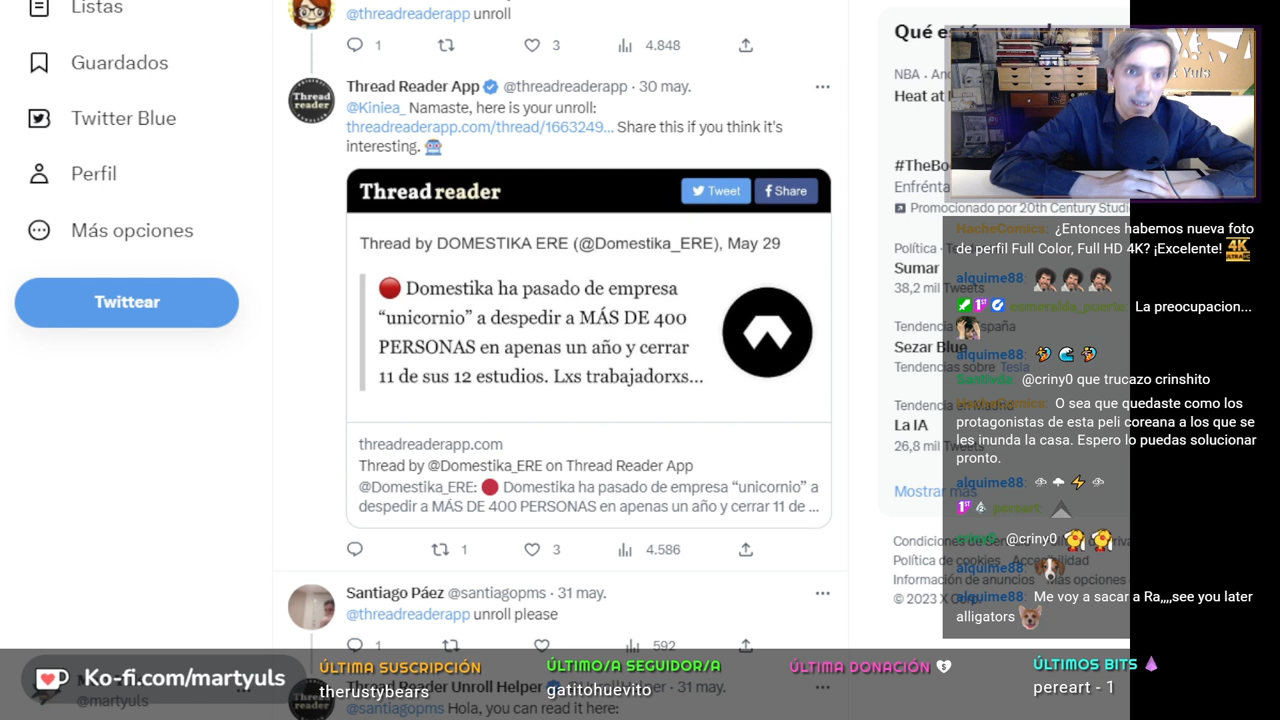 Listas
Guardados
Twitter Blue
Perfil
Más opciones
Twittear
@threadreaderapp unroll
1
3
4.848
Thread Reader App @threadreaderapp · 30 may.
@Kiniea_ Namaste, here is your unroll:
threadreaderapp.com/thread/1663249... Share this if you think it's
interesting.
Thread reader
Tweet
Share
Thread by DOMESTIKA ERE (@Domestika_ERE), May 29
Domestika ha pasado de empresa
“unicornio” a despedir a MÁS DE 400
PERSONAS en apenas un año y cerrar
11 de sus 12 estudios. Lxs trabajadorxs...
threadreaderapp.com
Thread by @Domestika_ERE on Thread Reader App
@Domestika_ERE: Domestika ha pasado de empresa “unicornio” a
despedir a MÁS DE 400 PERSONAS en apenas un año y cerrar 11 de ...
1
3
4.586
Santiago Páez @santiagopms · 31 may.
@threadreaderapp unroll please
1
592
Thread Reader Unroll Helper
· 31 may.
@santiagopms Hola, you can read it here:
Thread
reader
@martyuls
Qué es
NBA
Heat at
#TheBo
Enfrénta
Promocionado por 20th Century Studi
Política
Sumar
38,2 mil Tweets
Tendencia
España
Sezar Blue
Tendencias sobre Tesla
Tendencia en Madrid
La IA
26,8 mil
Mostrar más
Política de cookies Accesibilidad
Información de anuncios Más opciones
© 2023 X Corp.
Yuls
HacheComics: ¿Entonces habemos nueva foto
de perfil Full Color, Full HD 4K? ¡Excelente! 4K
alquime88:
esmoralda_puerto: La preocupacion...
alquime88:
@criny0 que trucazo crinshito
HacheComics: O sea que quedaste como los
protagonistas de esta peli coreana a los que se
les inunda la casa. Espero lo puedas solucionar
pronto.
alquime88:
pereart:
criny0: @criny0
alquime88:
alquime88: Me voy a sacar a Ra,,,,see you later
alligators
Ko-fi.com/martyuls
ÚLTIMA SUSCRIPCIÓN
therustybears
ÚLTIMO/A SEGUIDOR/A
gatitohuevito
ÚLTIMA DONACIÓN
ÚLTIMOS BITS
pereart - 1